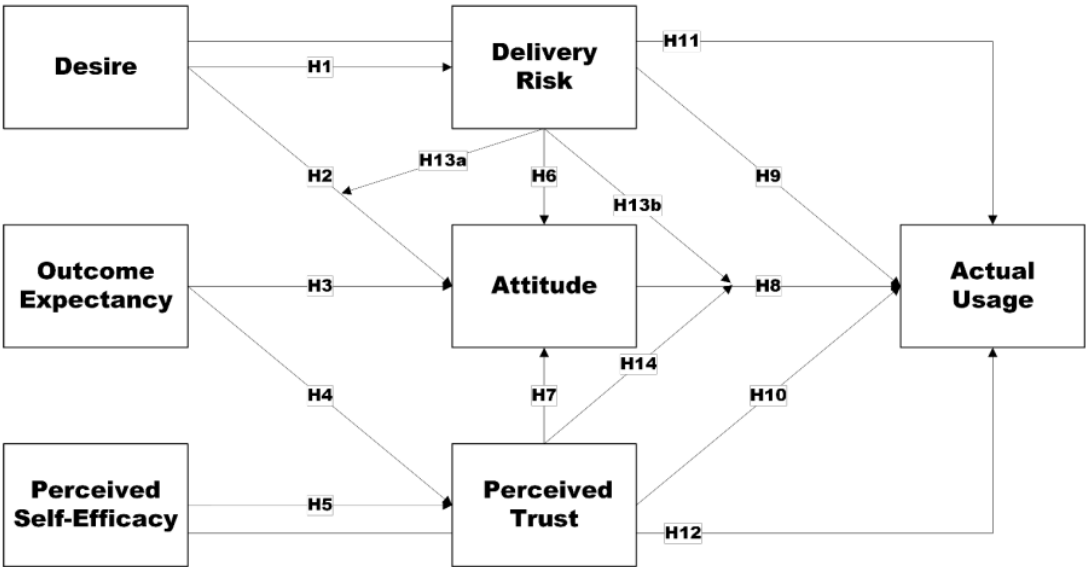 Desire
H1
Delivery
Risk
H11
H13a
H2
H6
H13b
H9
Outcome
Expectancy
H3
Attitude
H8
Actual
Usage
H14
H4
H7
H10
Perceived
Self-Efficacy
H5
Perceived
Trust
H12